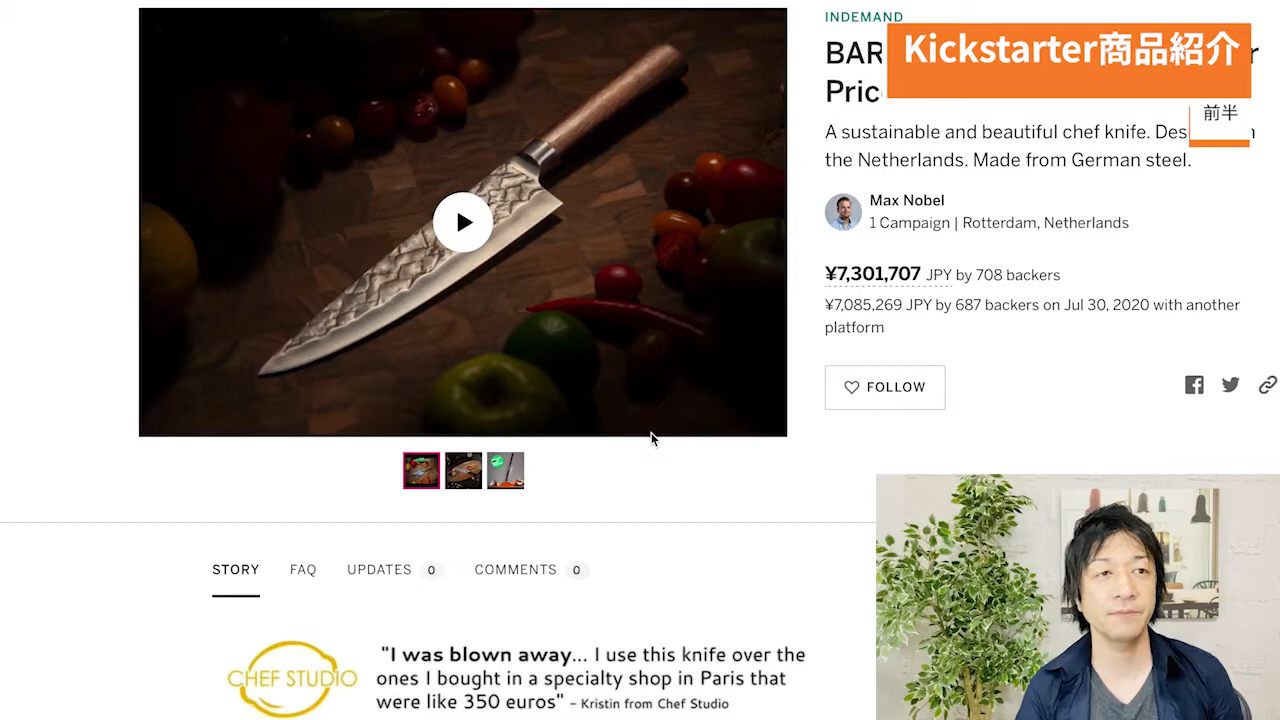 INDEMAND
Kickstarter商品紹介
前半
A sustainable and beautiful chef knife.
the Netherlands. Made from German steel.
Max Nobel
1 Campaign | Rotterdam, Netherlands
¥7,301,707 JPY by 708 backers
¥7,085,269 JPY by 687 backers on Jul 30, 2020 with another
platform
FOLLOW
STORY FAQ UPDATES 0 COMMENTS 0
CHEF STUDIO
"I was blown away... I use this knife over the
ones I bought in a specialty shop in Paris that
were like 350 euros" - Kristin from Chef Studio